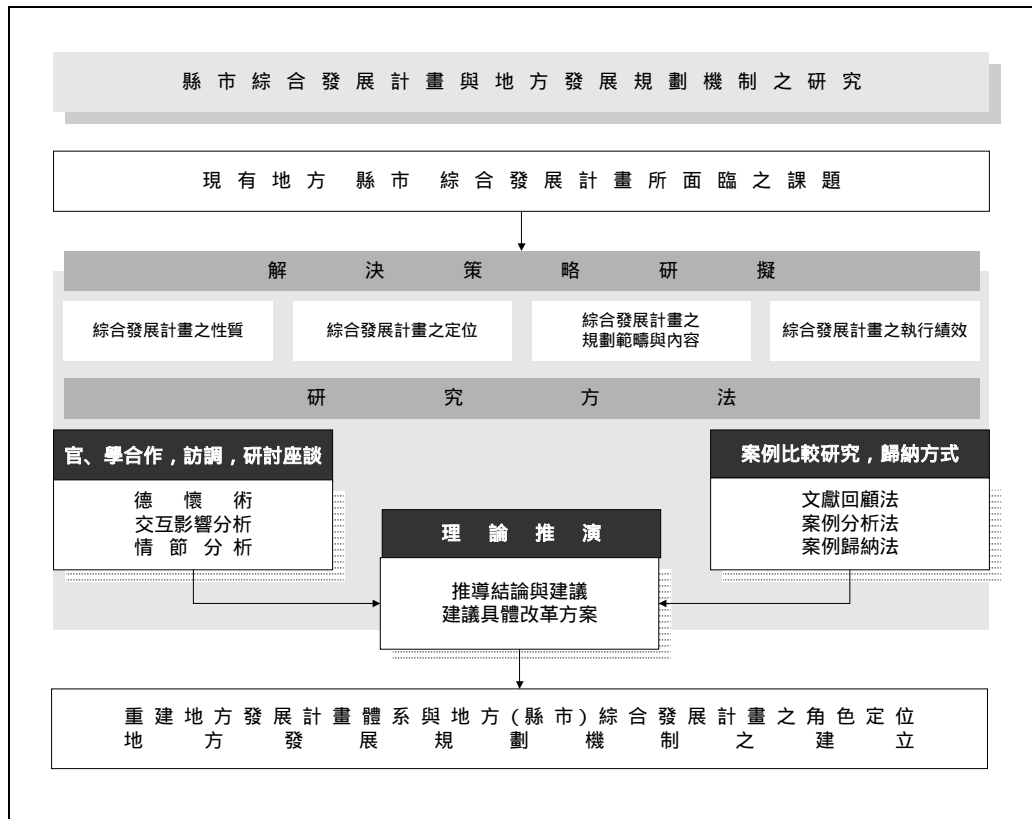 縣市綜合發展計畫與地方發展規劃機制之研究
現有地方 縣市 綜合發展計畫所面臨之課題
解決策略研擬
綜合發展計畫之性質
綜合發展計畫之定位
綜合發展計畫之
規劃範疇與內容
綜合發展計畫之執行績效
研究方法
官、學合作，訪調，研討座談
德懷術
交互影響分析
情節分析
案例比較研究，歸納方式
文獻回顧法
案例分析法
案例歸納法
理論推演
推導結論與建議
建議具體改革方案
重建地方發展計畫體系與地方(縣市)綜合發展計畫之角色定位
地方發展規劃機制之建立